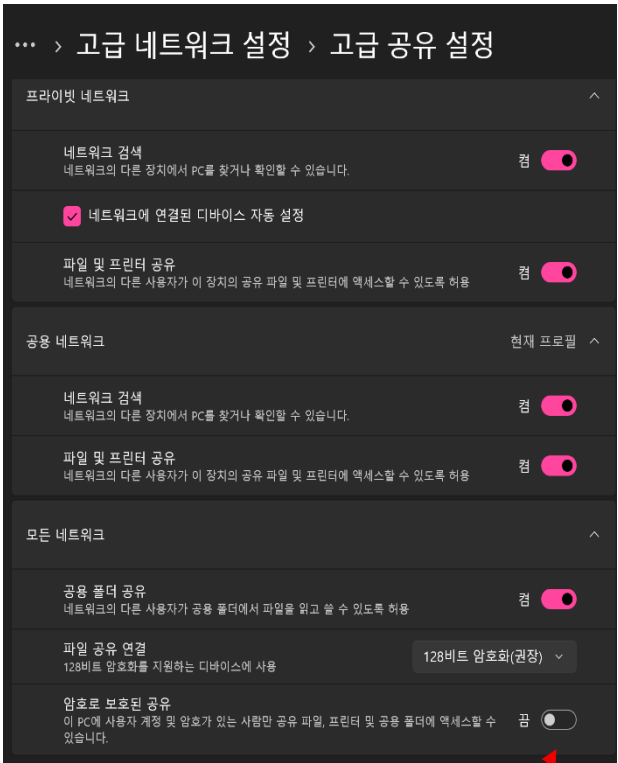 ··· > 고급 네트워크 설정 > 고급 공유 설정
프라이빗 네트워크
네트워크 검색
네트워크의 다른 장치에서 PC를 찾거나 확인할 수 있습니다.
켬
네트워크에 연결된 디바이스 자동 설정
파일 및 프린터 공유
네트워크의 다른 사용자가 이 장치의 공유 파일 및 프린터에 액세스할 수 있도록 허용
켬
공용 네트워크 현재 프로필
네트워크 검색
네트워크의 다른 장치에서 PC를 찾거나 확인할 수 있습니다.
켬
파일 및 프린터 공유
네트워크의 다른 사용자가 이 장치의 공유 파일 및 프린터에 액세스할 수 있도록 허용
켬
모든 네트워크
공용 폴더 공유
네트워크의 다른 사용자가 공용 폴더에서 파일을 읽고 쓸 수 있도록 허용
켬
파일 공유 연결
128비트 암호화를 지원하는 디바이스에 사용
128비트 암호화(권장)
암호로 보호된 공유
이 PC에 사용자 계정 및 암호가 있는 사람만 공유 파일, 프린터 및 공용 폴더에 액세스할 수
있습니다.
끔